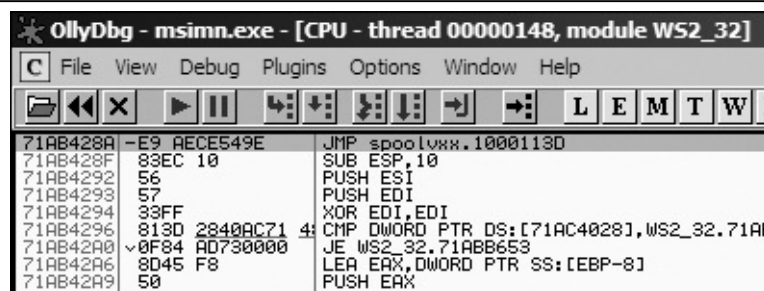 OllyDbg - msimn.exe - [CPU - thread 00000148, module WS2_32]
C File View Debug Plugins Options Window Help
L E M T W
71AB428A -E9 AECE549E JMP spoolvxx.1000113D
71AB428F 83EC 10 SUB ESP,10
71AB4292 56 PUSH ESI
71AB4293 57 PUSH EDI
71AB4294 33FF XOR EDI,EDI
71AB4296 813D 2840AC71 4 CMP DWORD PTR DS:[71AC4028],WS2_32.71A
71AB42A0 0F84 AD730000 JE WS2_32.71ABB653
71AB42A6 8D45 F8 LEA EAX,DWORD PTR SS:[EBP-8]
71AB42A9 50 PUSH EAX